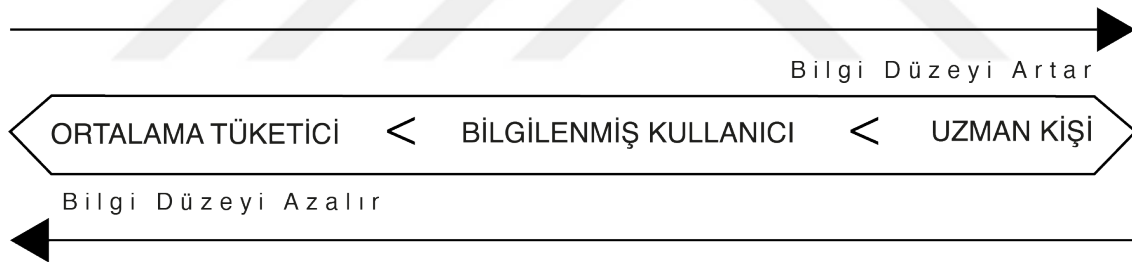 Bilgi Düzeyi Artar
ORTALAMA TÜKETİCİ < BİLGİLENMİŞ KULLANICI < UZMAN KİŞİ
Bilgi Düzeyi Azalır